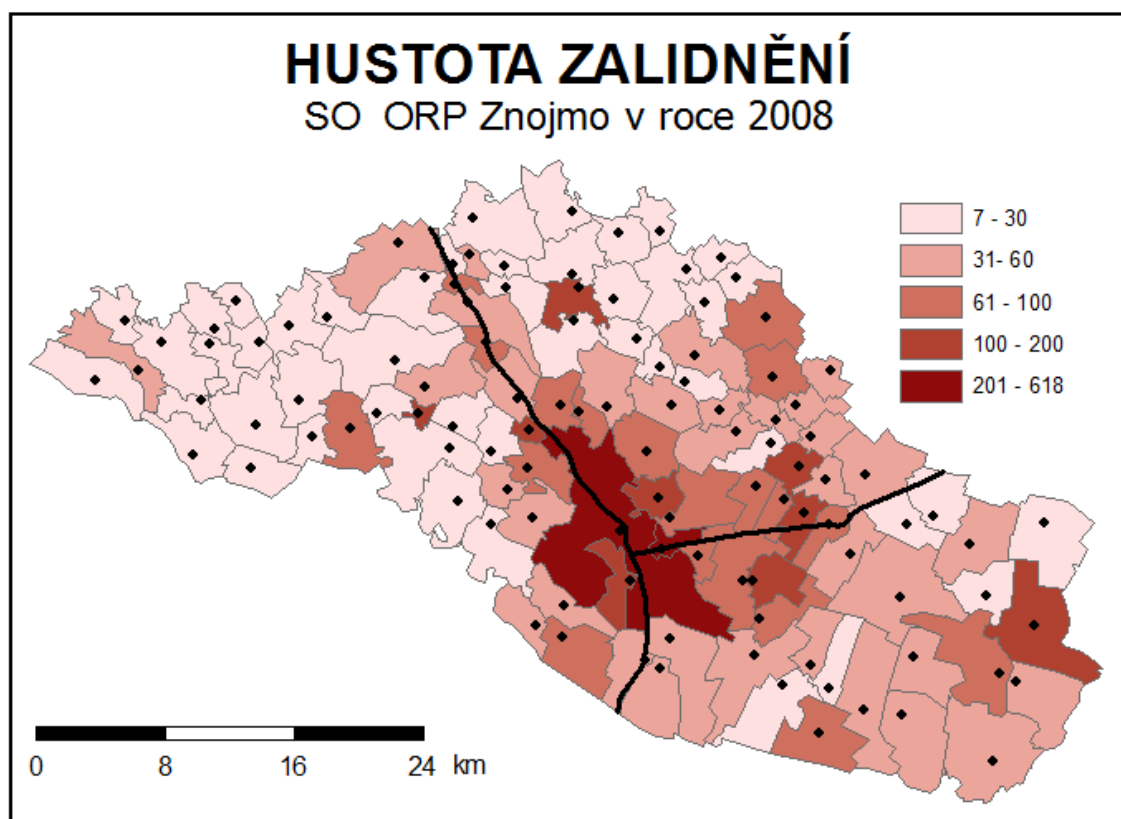 HUSTOTA ZALIDNĚNÍ
SO ORP Znojmo v roce 2008
7 - 30
31- 60
61 - 100
100 - 200
201 - 618
0 8 16 24 km